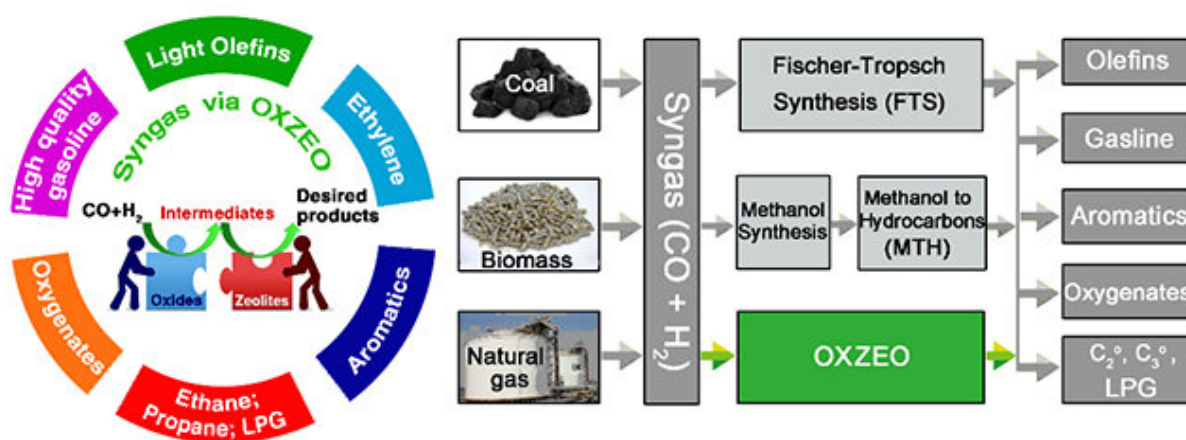 Light Olefins
High quality
gasoline
Syngas via OXZEO
Ethylene
CO+H₂
Intermediates
Desired
products
Oxides
Zeolites
Oxygenates
Aromatics
Ethane;
Propane; LPG
Coal
Biomass
Natural
gas
Syngas (CO + H₂)
Fischer-Tropsch
Synthesis (FTS)
Methanol
Synthesis
Methanol to
Hydrocarbons
(MTH)
OXZEO
Olefins
Gasline
Aromatics
Oxygenates
C₂°, C₃°,
LPG